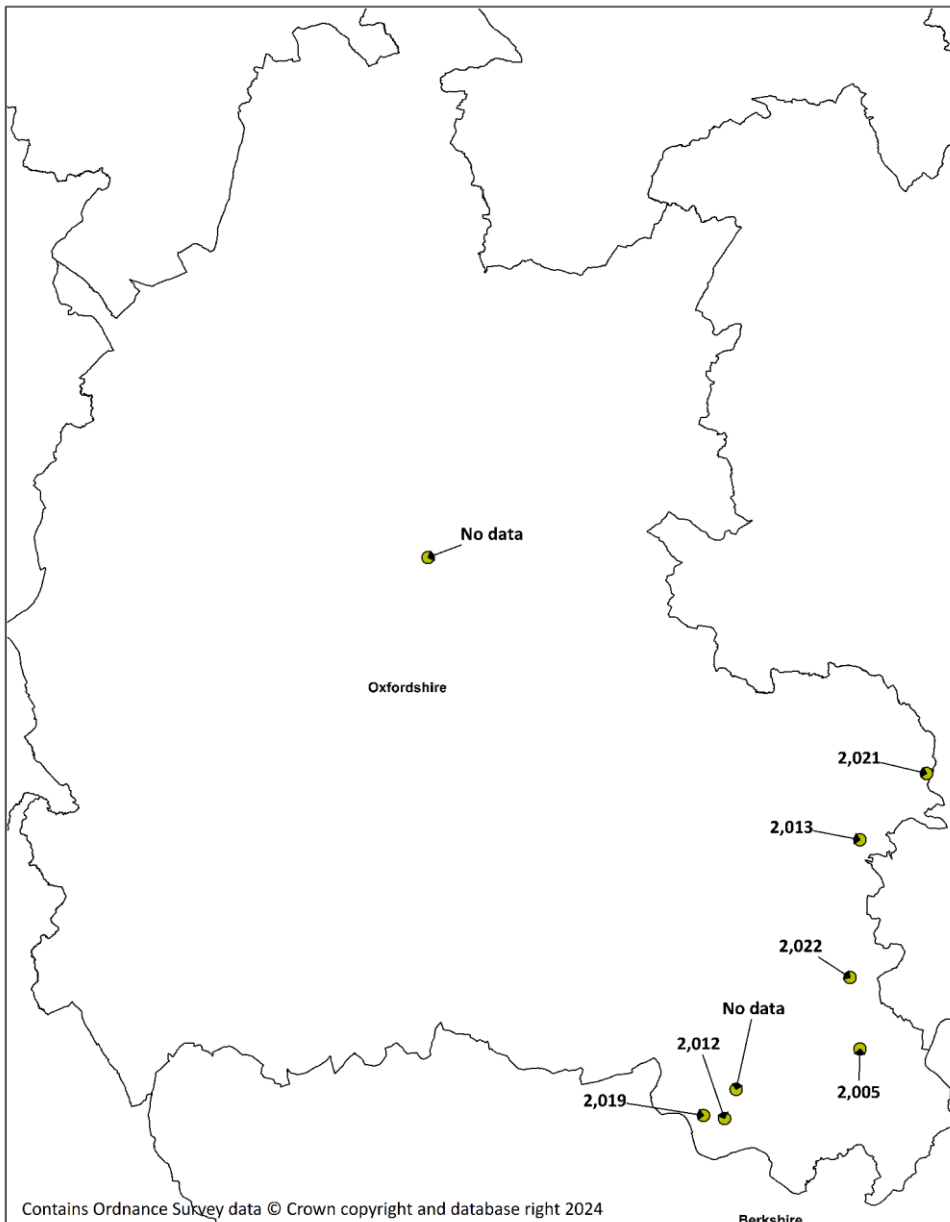 No data
Oxfordshire
2,021
2,013
2,022
No data
2,012
2,019
2,005
Contains Ordnance Survey data © Crown copyright and database right 2024
Berkshire